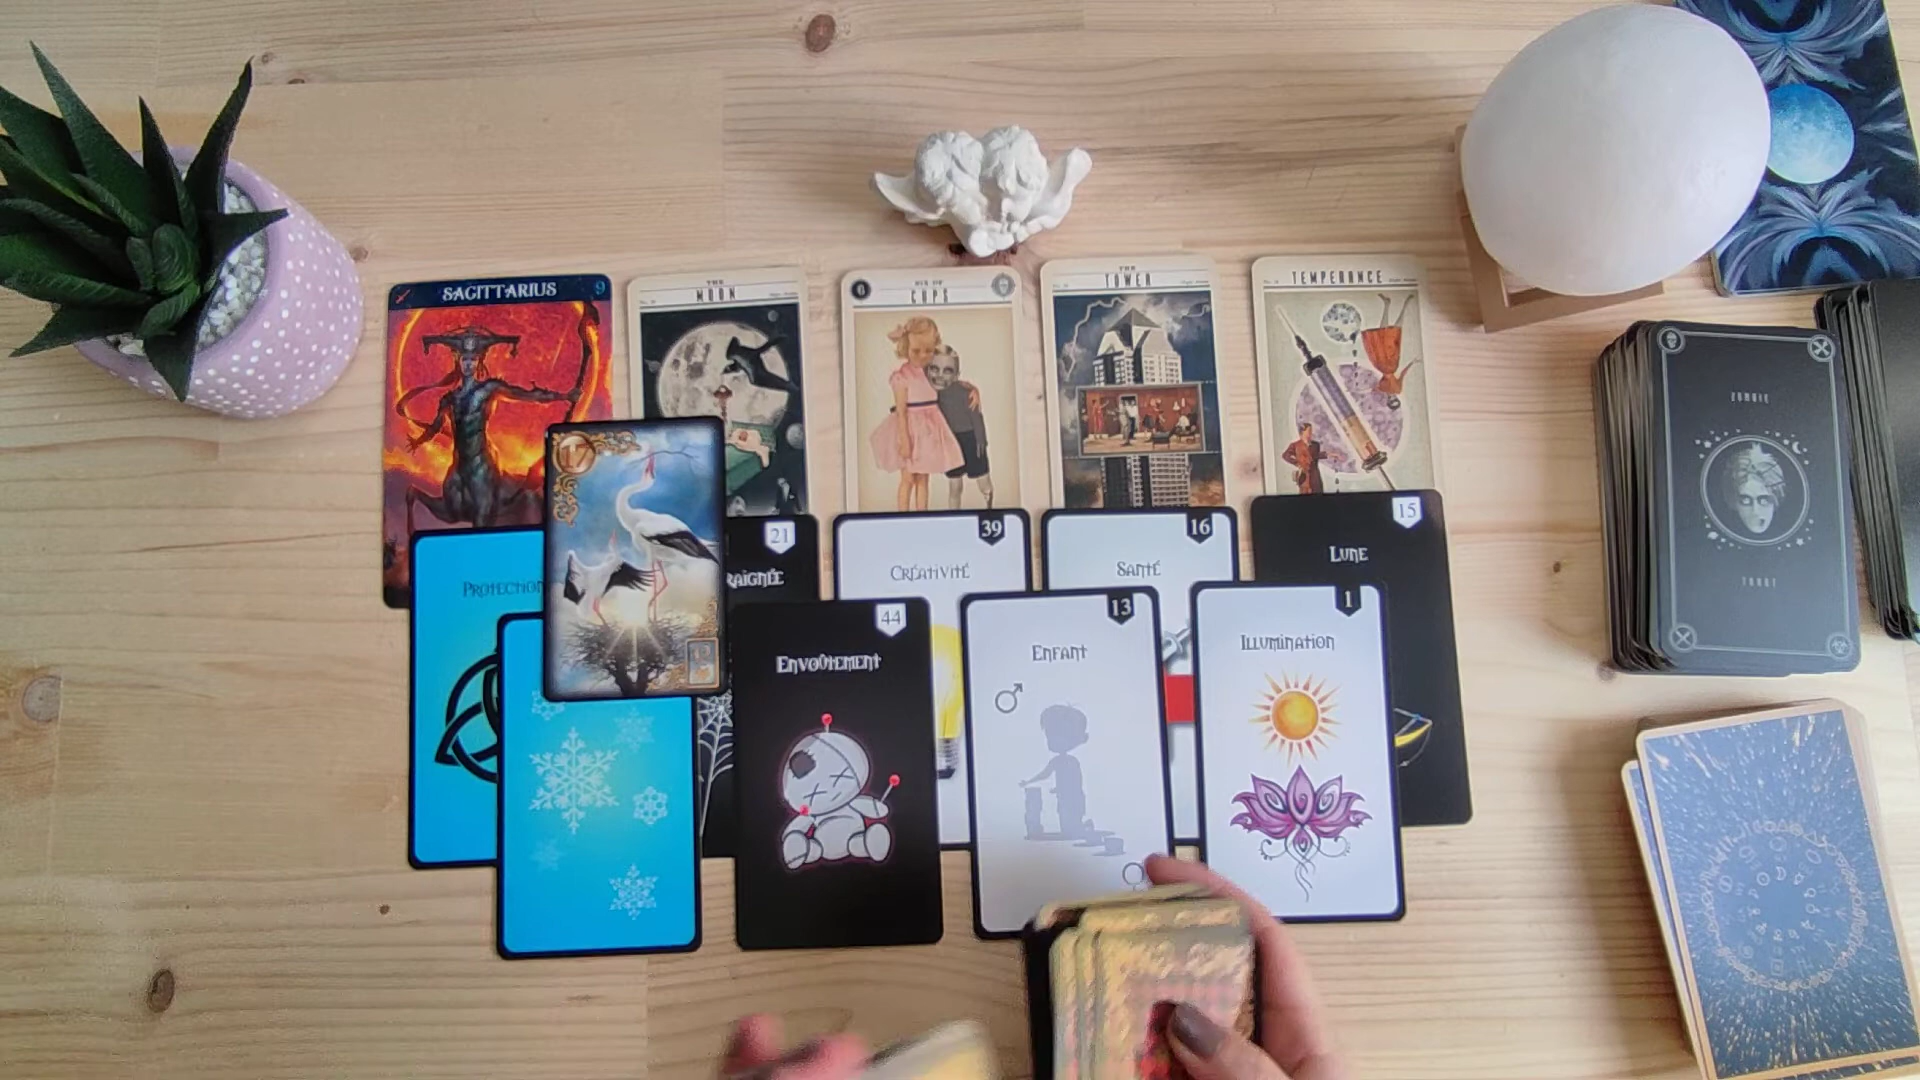 SAGITTARIUS 9
THE
MOON
6 SIX OF
CUPS
THE
TOWER
TEMPERANCE
17
PROTECTION
21
39
CRÉATIVITÉ
16
SANTÉ
15
LUNE
44
ENVOÛTEMENT
13
ENFANT
1
ILLUMINATION
ZOMBIE
TAROT